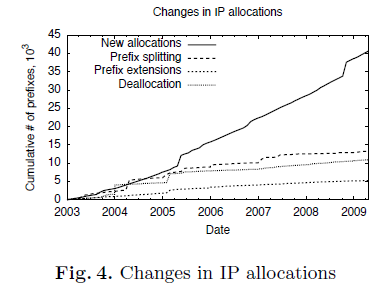 Changes in IP allocations
Cumulative # of prefixes, 10³
45
40
35
30
25
20
15
10
5
0
New allocations
Prefix splitting
Prefix extensions
Deallocation
2003 2004 2005 2006 2007 2008 2009
Date
Fig. 4. Changes in IP allocations